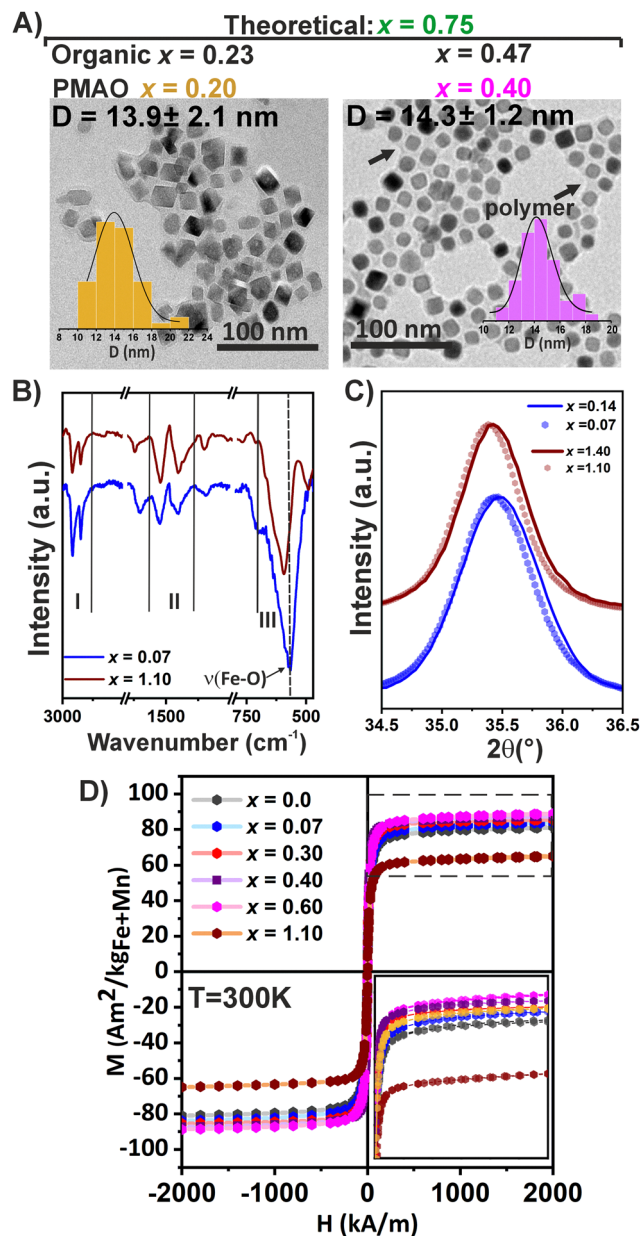 A)
Theoretical: x = 0.75
Organic x = 0.23 x = 0.47
PMAO x = 0.20 x = 0.40
D = 13.9± 2.1 nm D = 14.3± 1.2 nm
polymer
100 nm 100 nm
8 10 12 14 16 18 20 22 24
D (nm)
10 12 14 16 18 20
D (nm)
B)
Intensity (a.u.)
I II III
x = 0.07
x = 1.10
ν(Fe-O)
3000 1500 750 500
Wavenumber (cm-1)
C)
Intensity (a.u.)
x =0.14
x =0.07
x =1.40
x =1.10
34.5 35.0 35.5 36.0 36.5
2θ(°)
D)
M (Am2/kgFe+Mn)
100
80
60
40
20
0
-20
-40
-60
-80
-100
x = 0.0
x = 0.07
x = 0.30
x = 0.40
x = 0.60
x = 1.10
T=300K
-2000 -1000 0 1000 2000
H (kA/m)